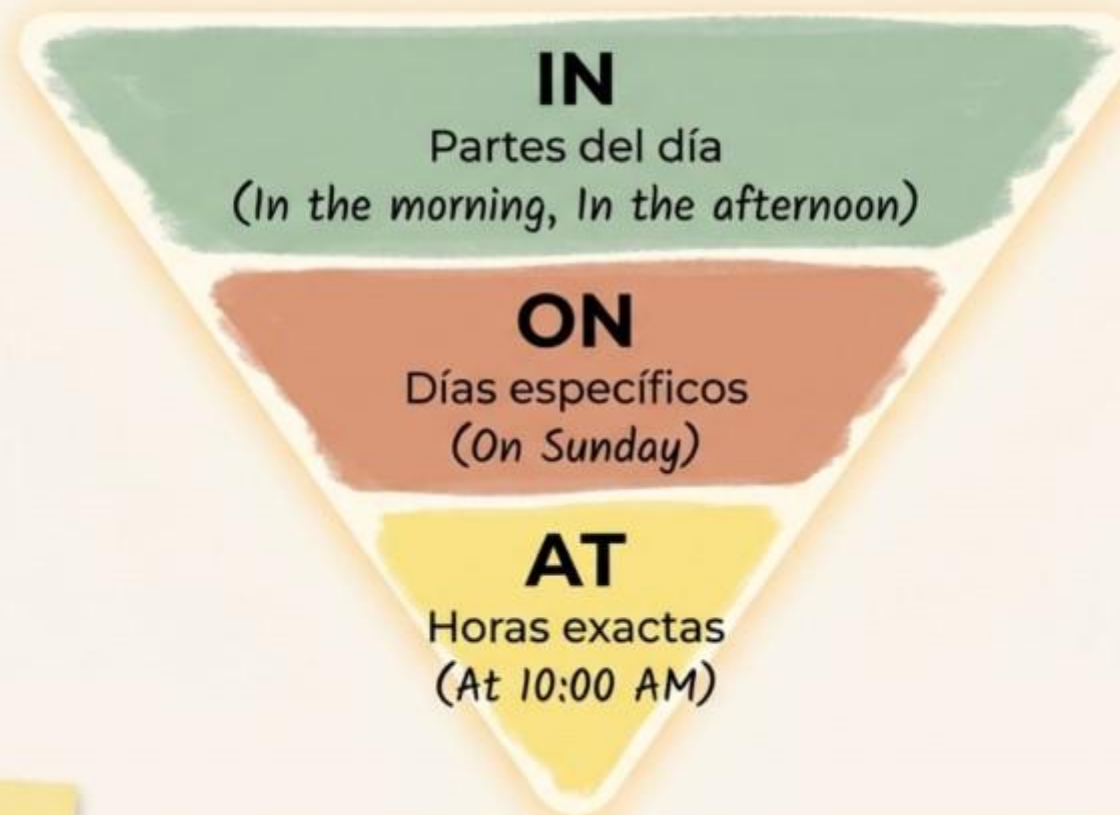 IN
Partes del día
(In the morning, In the afternoon)
ON
Días específicos
(On Sunday)
AT
Horas exactas
(At 10:00 AM)